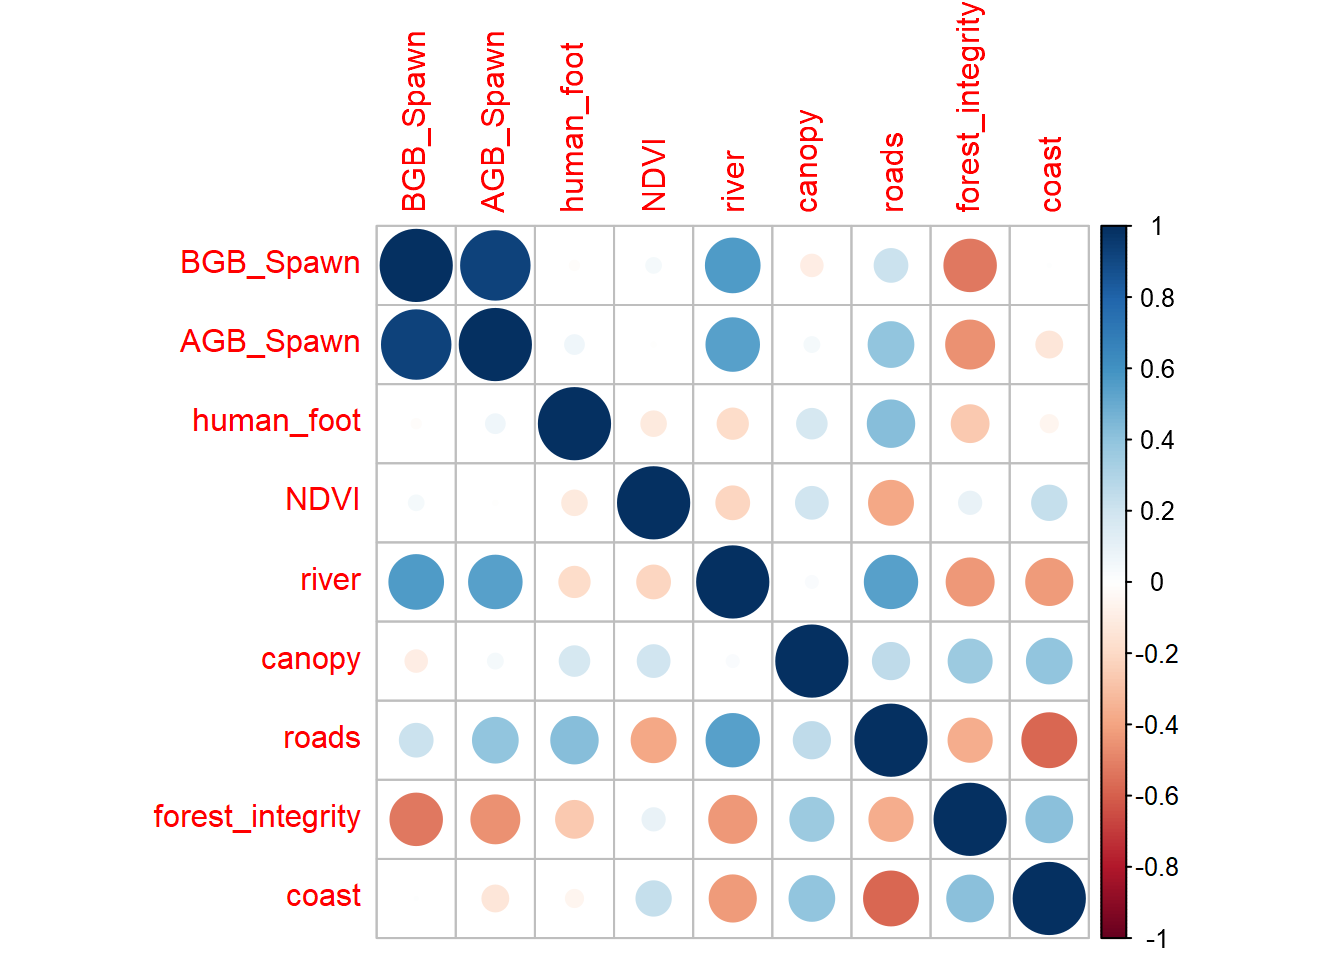 BGB_Spawn
AGB_Spawn
human_foot
NDVI
river
canopy
roads
forest_integrity
coast
BGB_Spawn
AGB_Spawn
human_foot
NDVI
river
canopy
roads
forest_integrity
coast
1
0.8
0.6
0.4
0.2
0
-0.2
-0.4
-0.6
-0.8
-1